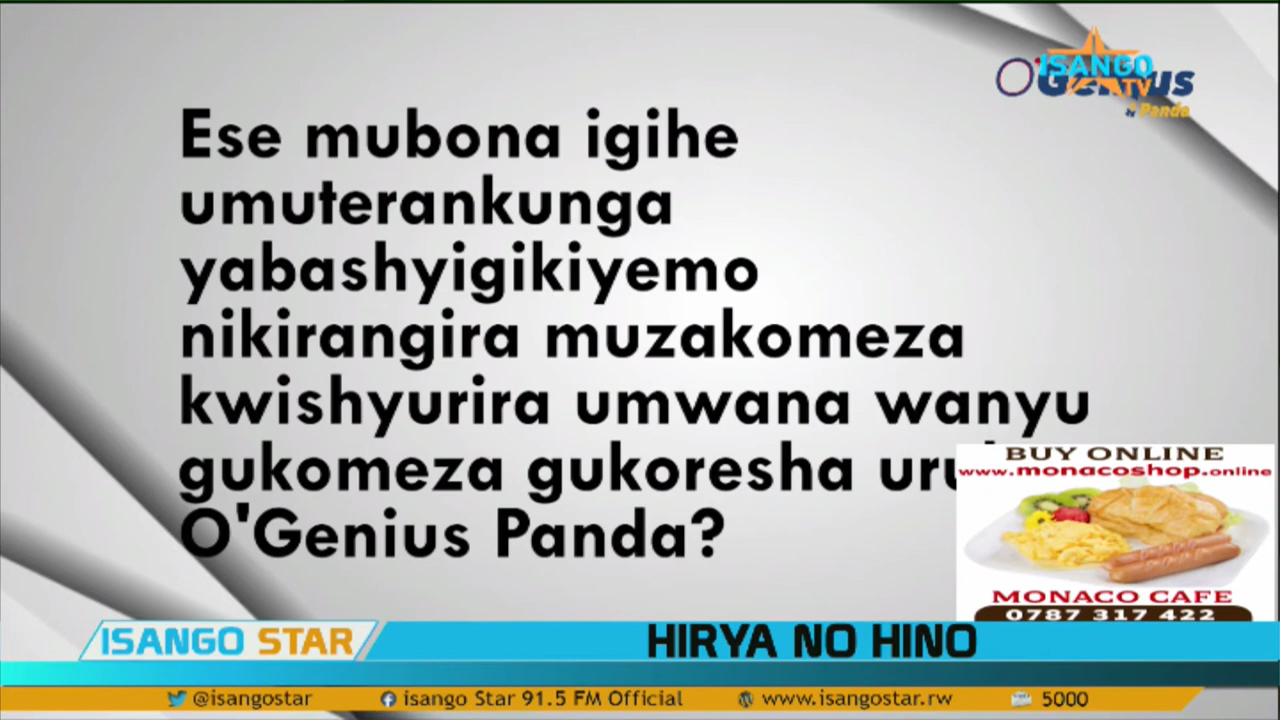 ISANGO
TV
O'Genius
by Panda
Ese mubona igihe
umuterankunga
yabashyigikiyemo
nikirangira muzakomeza
kwishyurira umwana wanyu
gukomeza gukoresha
O'Genius Panda?
BUY ONLINE
www.monacoshop.online
MONACO CAFE
0787 317 422
ISANGO STAR
HIRYA NO HINO
@isangostar
isango Star 91.5 FM Official
www.isangostar.rw
5000